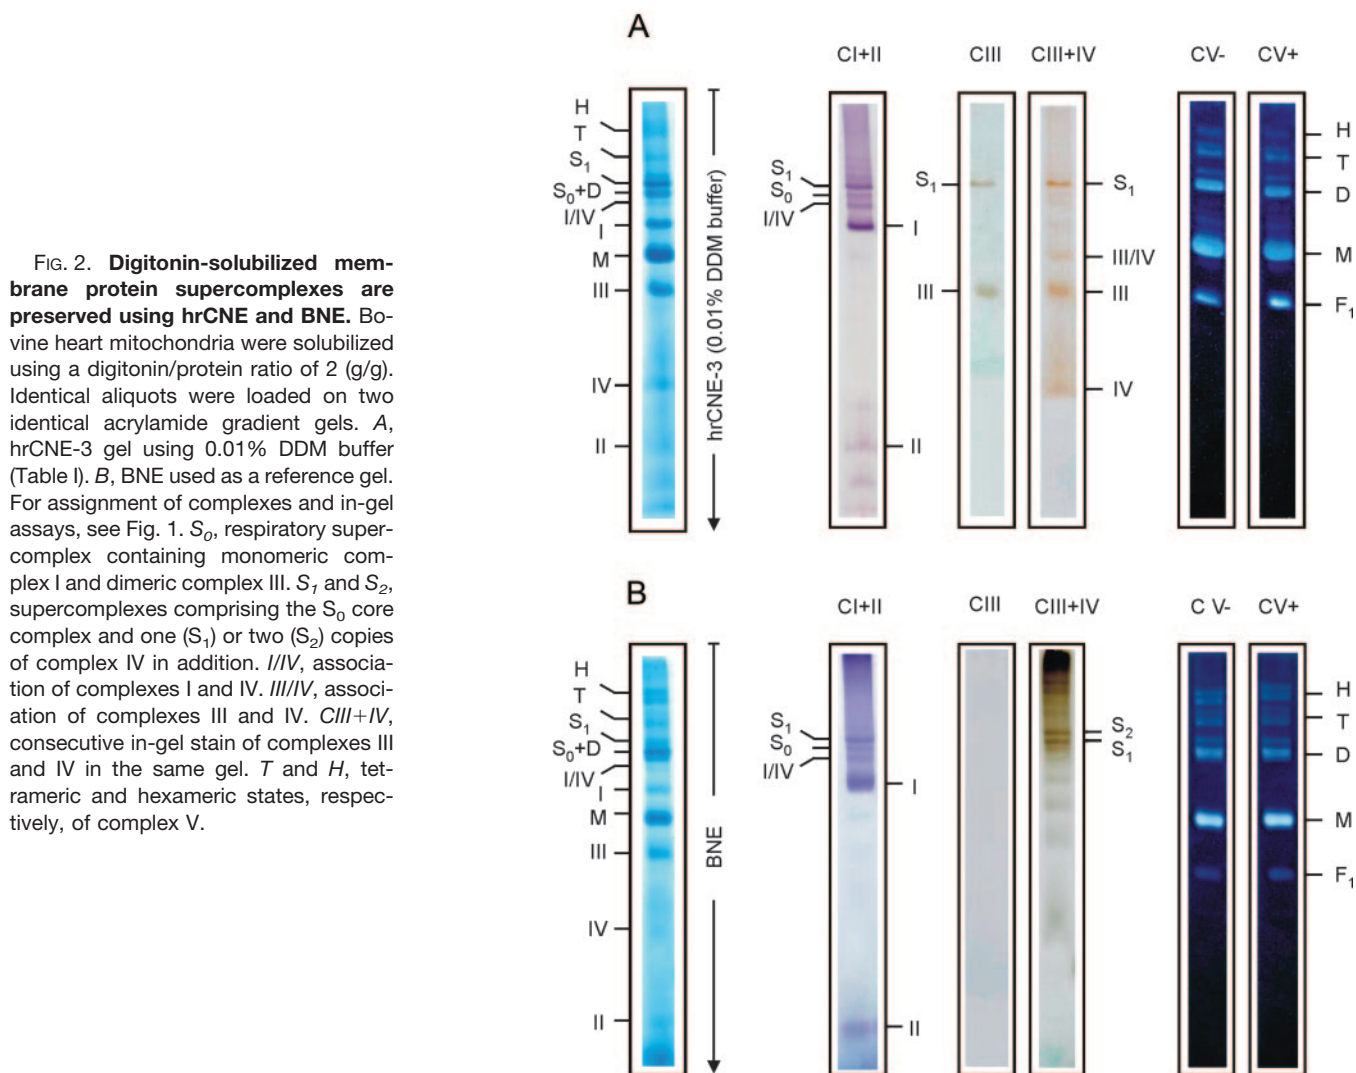 FIG. 2. Digitonin-solubilized mem-
brane protein supercomplexes are
preserved using hrCNE and BNE. Bo-
vine heart mitochondria were solubilized
using a digitonin/protein ratio of 2 (g/g).
Identical aliquots were loaded on two
identical acrylamide gradient gels. A,
hrCNE-3 gel using 0.01% DDM buffer
(Table I). B, BNE used as a reference gel.
For assignment of complexes and in-gel
assays, see Fig. 1. S0, respiratory super-
complex containing monomeric com-
plex I and dimeric complex III. S1 and S2,
supercomplexes comprising the S0 core
complex and one (S1) or two (S2) copies
of complex IV in addition. I/IV, associa-
tion of complexes I and IV. III/IV, associ-
ation of complexes III and IV. CIII+IV,
consecutive in-gel stain of complexes III
and IV in the same gel. T and H, tet-
rameric and hexameric states, respec-
tively, of complex V.
A
H
T
S1
S0+D
I/IV
I
M
III
IV
II
hrCNE-3 (0.01% DDM buffer)
CI+II
S1
S0
I/IV
I
II
CIII
S1
III
CIII+IV
S1
III/IV
III
IV
CV-
CV+
H
T
D
M
F1
B
H
T
S1
S0+D
I/IV
I
M
III
IV
II
BNE
CI+II
S1
S0
I/IV
I
II
CIII
CIII+IV
S2
S1
C V-
CV+
H
T
D
M
F1